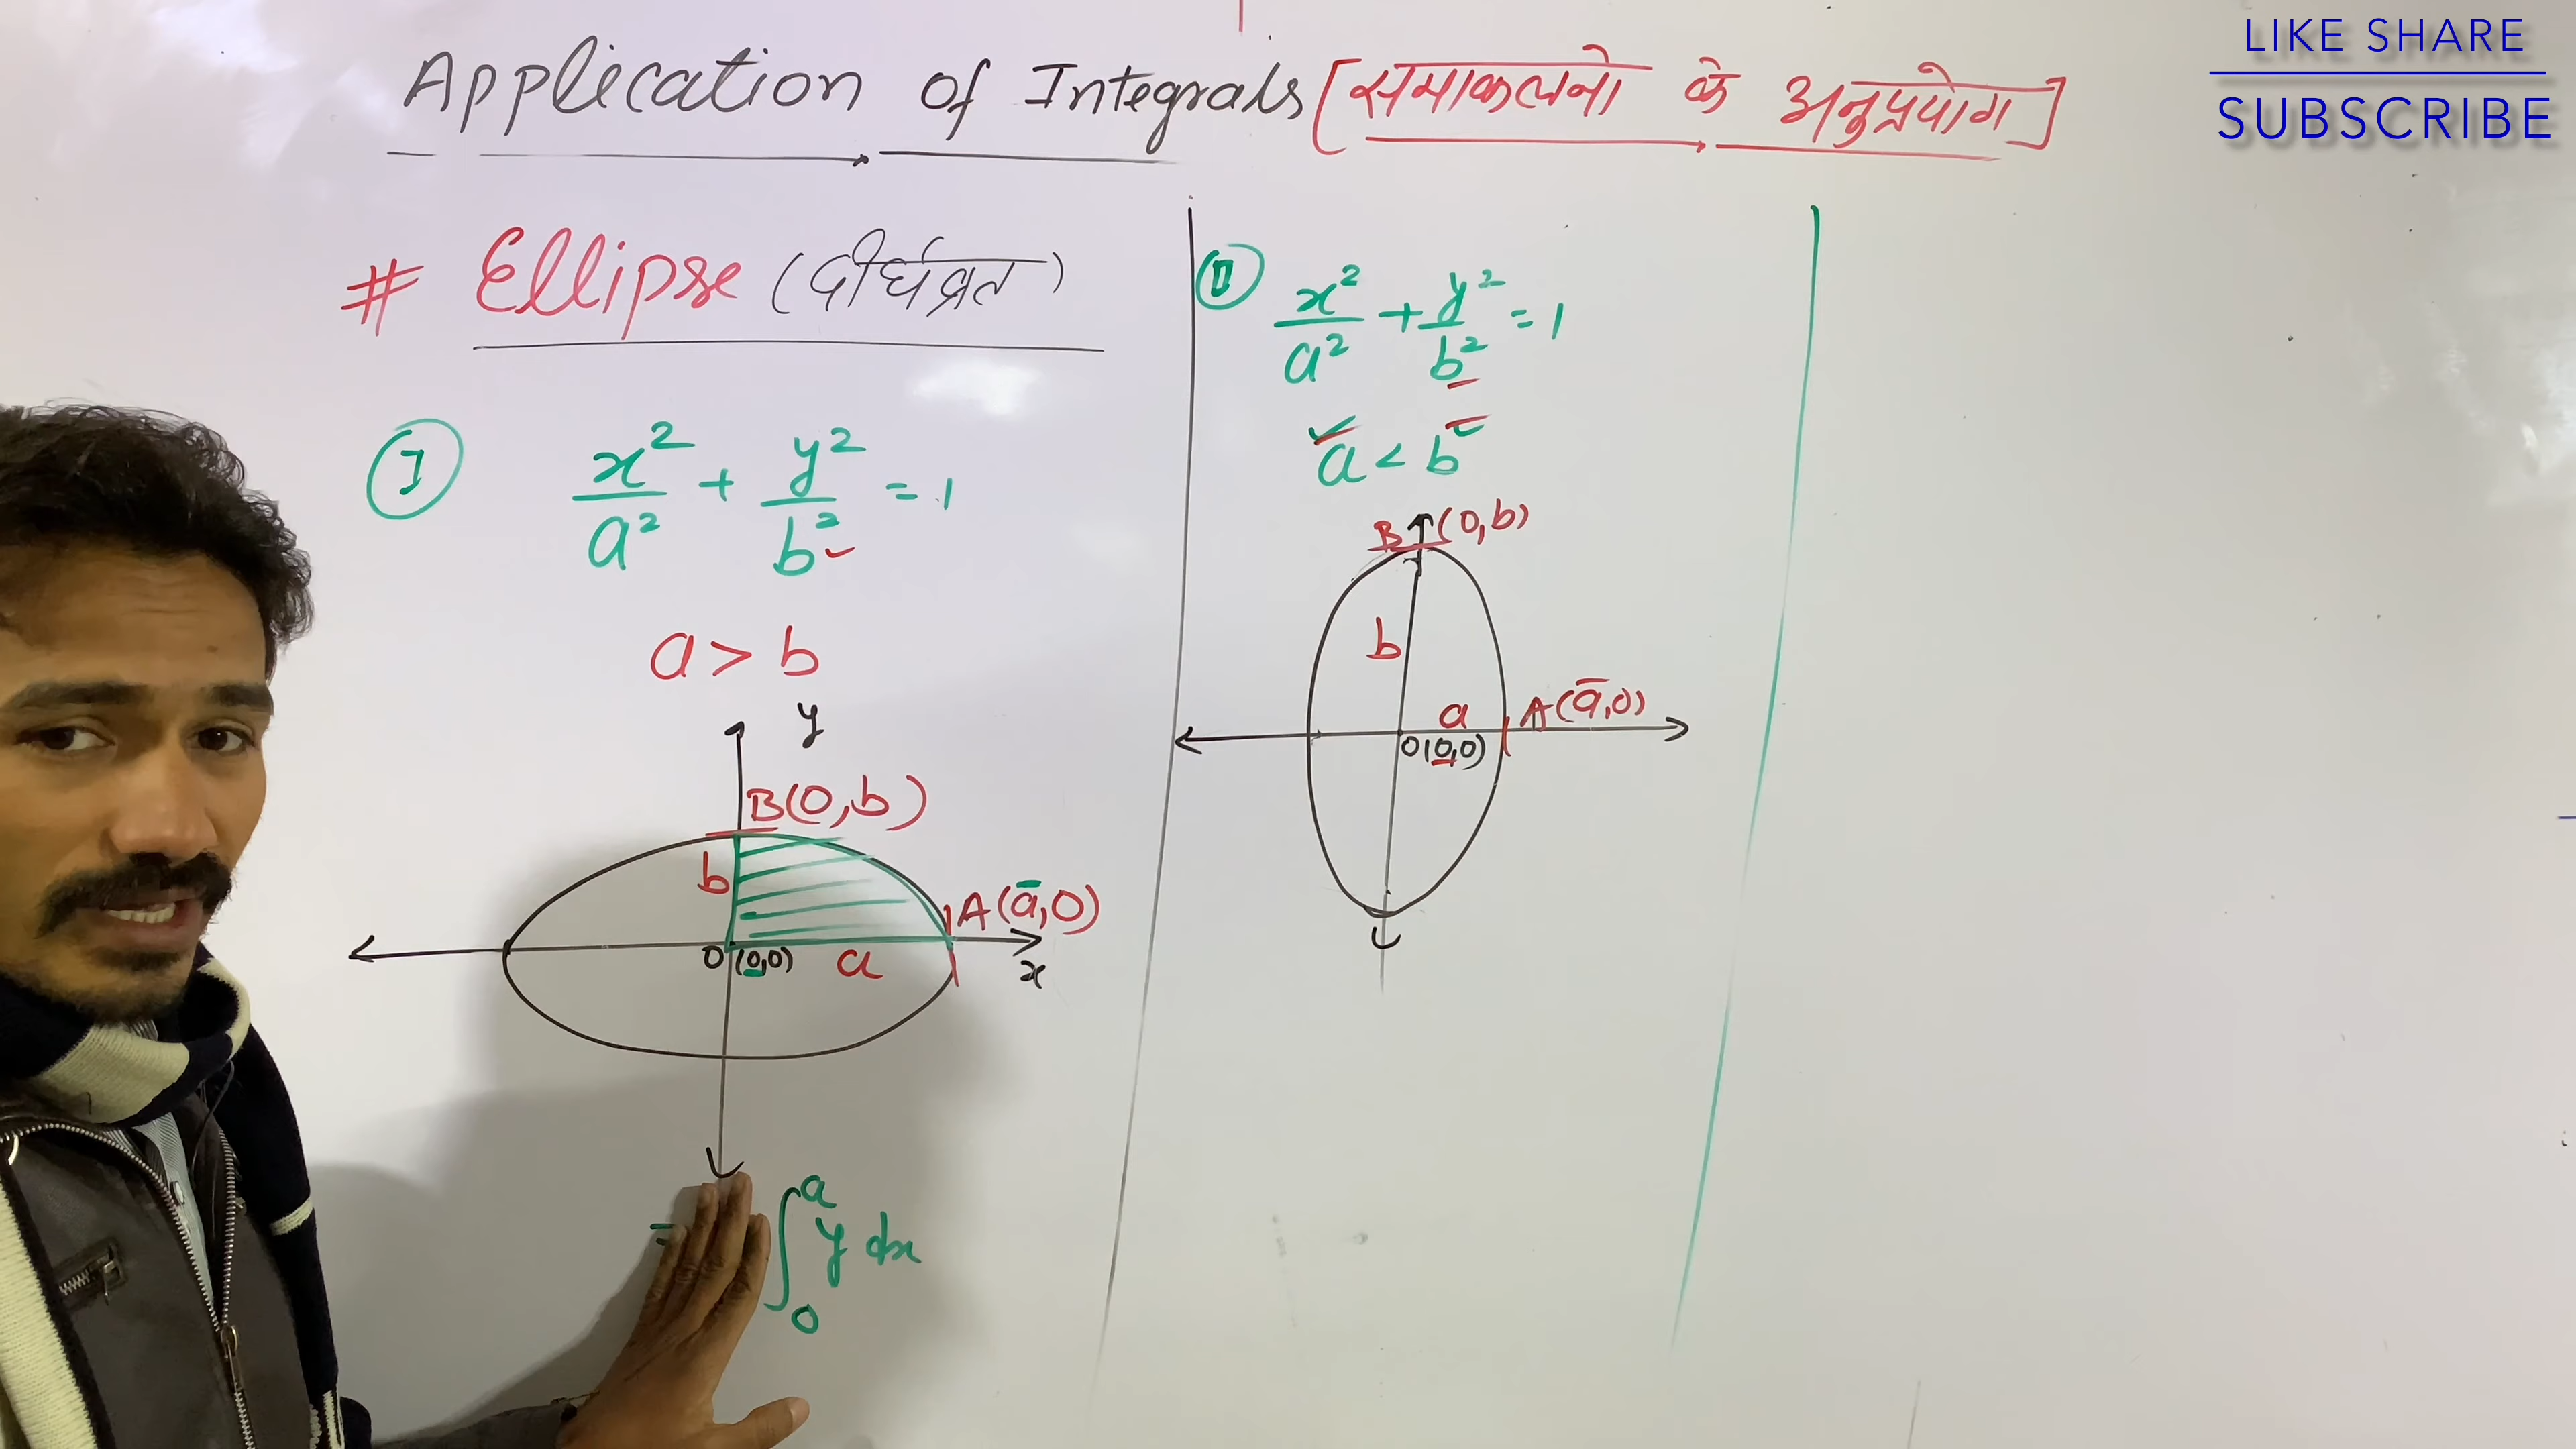 Application of Integrals [समाकलनो के अनुप्रयोग]
LIKE SHARE
SUBSCRIBE
# Ellipse (दीर्घव्रत)
I
x²/a² + y²/b² = 1
a > b
y
B(0,b)
b
A(a,0)
O(0,0)
a
x
= ∫₀ᵃ y dx
II
x²/a² + y²/b² = 1
a < b
B (0,b)
b
a
A(a,0)
O(0,0)